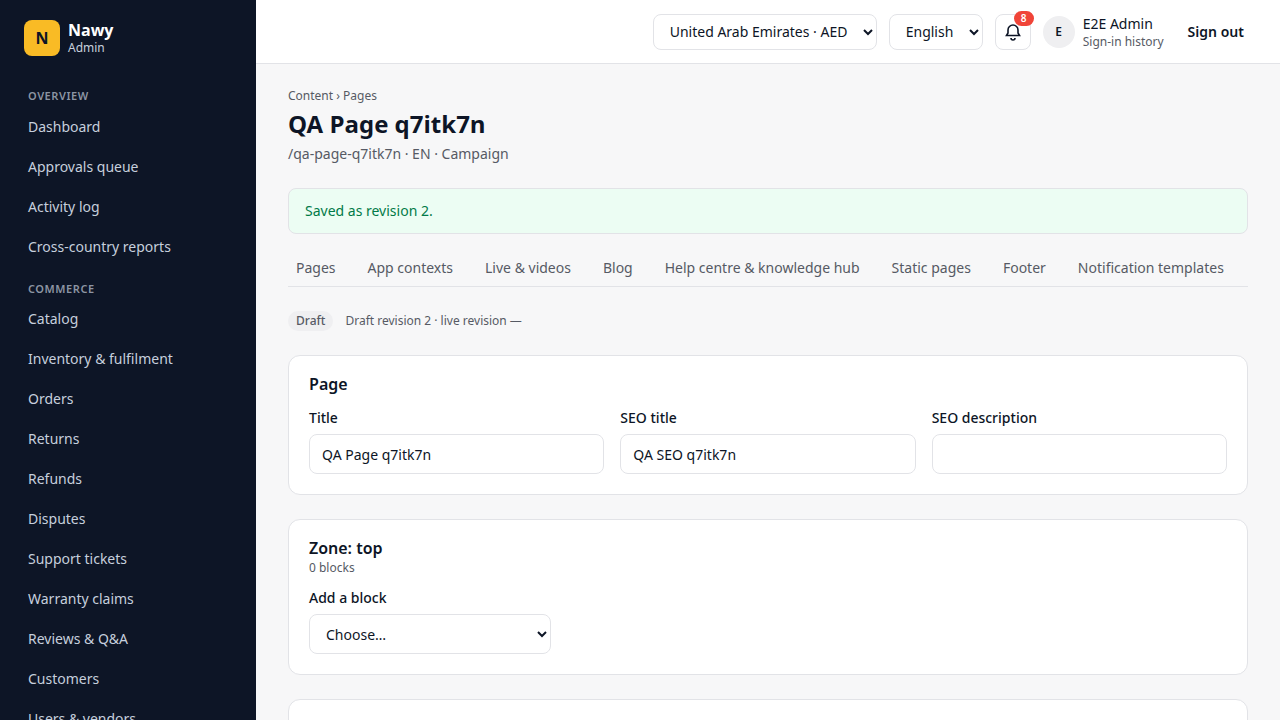 N
Nawy
Admin
OVERVIEW
Dashboard
Approvals queue
Activity log
Cross-country reports
COMMERCE
Catalog
Inventory & fulfilment
Orders
Returns
Refunds
Disputes
Support tickets
Warranty claims
Reviews & Q&A
Customers
Users & vendors
United Arab Emirates · AED
English
8
E
E2E Admin
Sign-in history
Sign out
Content › Pages
QA Page q7itk7n
/qa-page-q7itk7n · EN · Campaign
Saved as revision 2.
Pages App contexts Live & videos Blog Help centre & knowledge hub Static pages Footer Notification templates
Draft Draft revision 2 · live revision —
Page
Title SEO title SEO description
QA Page q7itk7n QA SEO q7itk7n
Zone: top
0 blocks
Add a block
Choose…